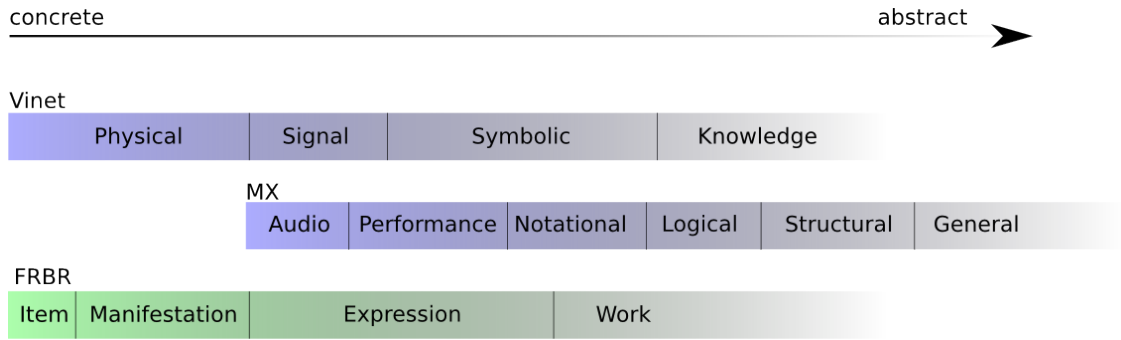 concrete abstract
Vinet
Physical Signal Symbolic Knowledge
MX
Audio Performance Notational Logical Structural General
FRBR
Item Manifestation Expression Work